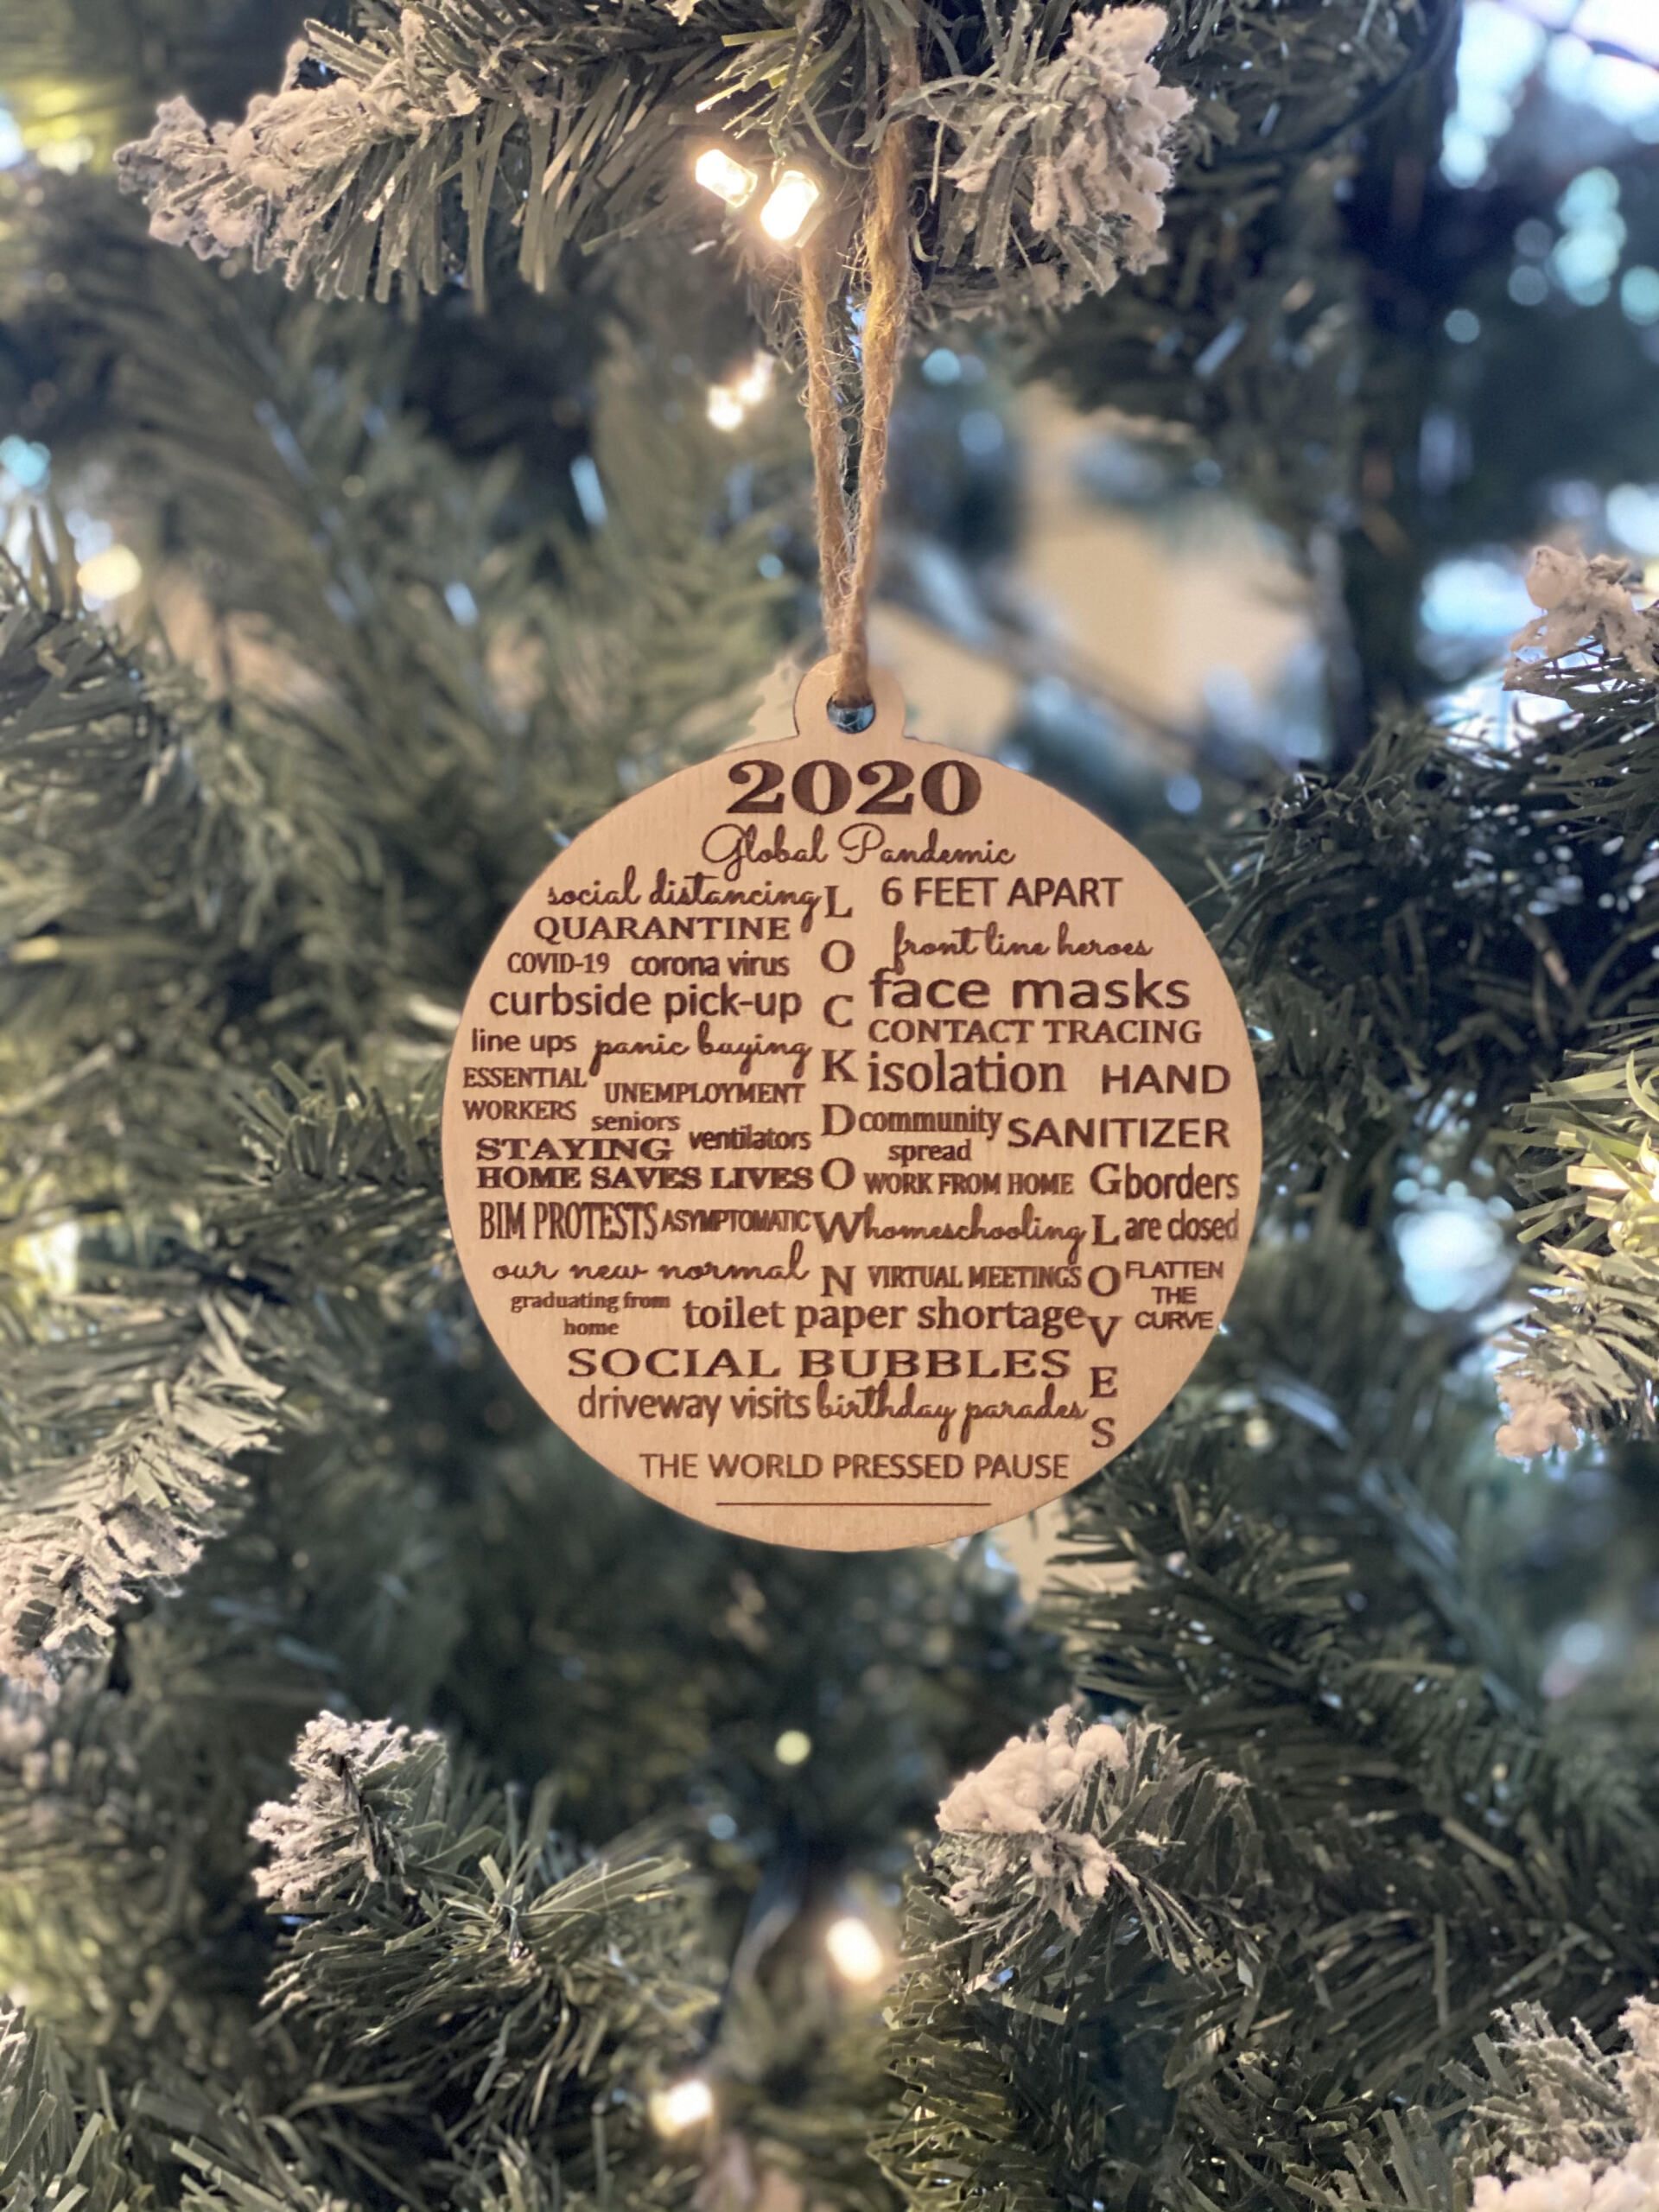 2020
Global Pandemic
social distancing
QUARANTINE
COVID-19 corona virus
curbside pick-up
line ups panic buying
ESSENTIAL
WORKERS
UNEMPLOYMENT
seniors
ventilators
STAYING
HOME SAVES LIVES
BIM PROTESTS ASYMPTOMATIC
our new normal
graduating from
home
LOCKDOWN
6 FEET APART
front line heroes
face masks
CONTACT TRACING
isolation
HAND
SANITIZER
community
spread
WORK FROM HOME
homeschooling
VIRTUAL MEETINGS
GLOVES
borders
are closed
FLATTEN
THE
CURVE
toilet paper shortage
SOCIAL BUBBLES
driveway visits birthday parades
THE WORLD PRESSED PAUSE